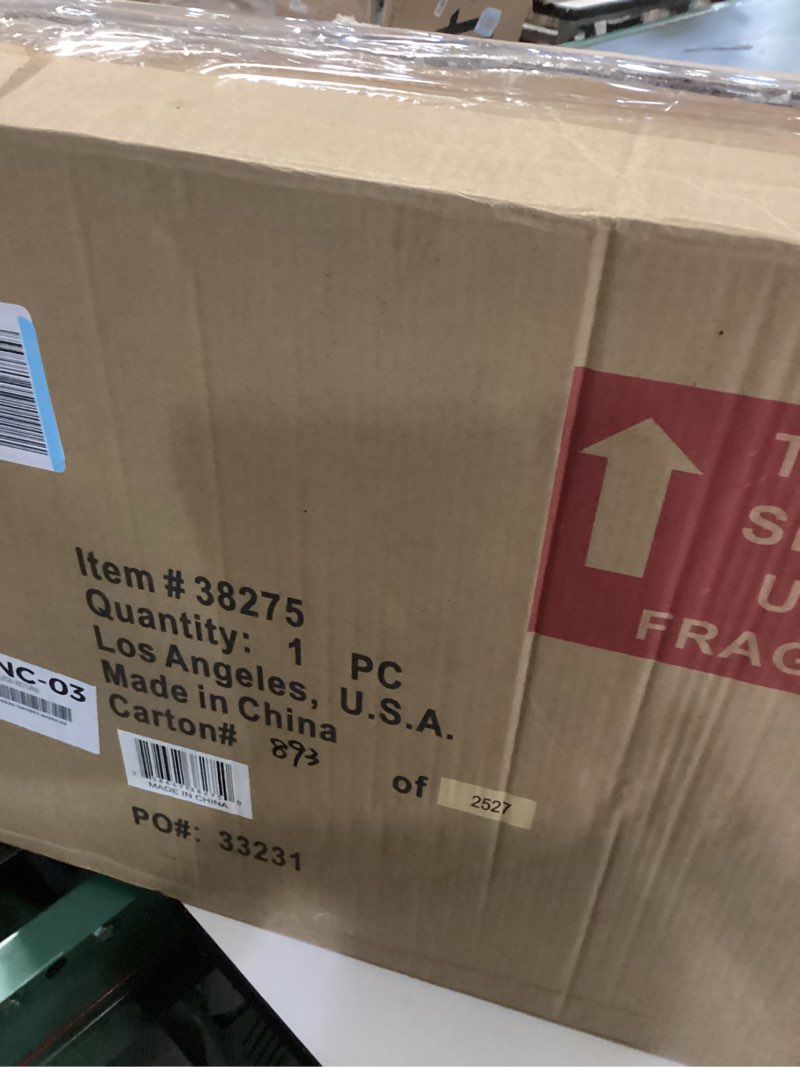 Item # 38275
Quantity: 1 PC
Los Angeles, U.S.A.
Made in China
Carton# 893 of 2527
MADE IN CHINA
PO#: 33231
NC-03
FRAG